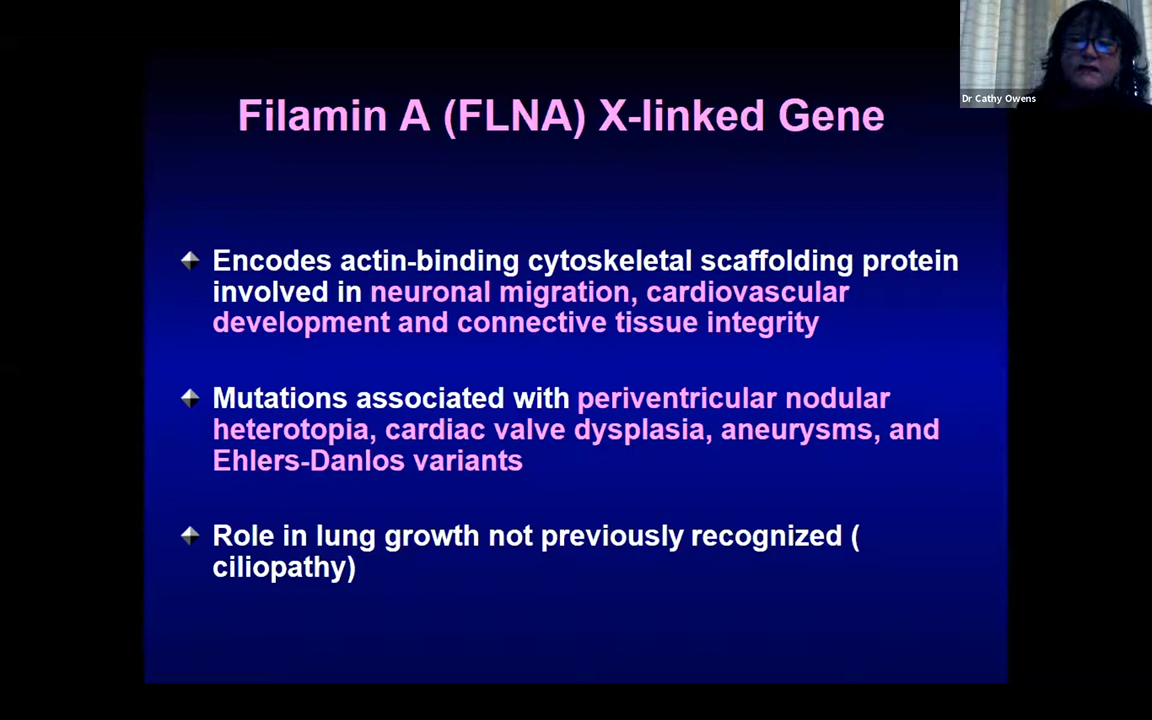 Dr Cathy Owens
Filamin A (FLNA) X-linked Gene
Encodes actin-binding cytoskeletal scaffolding protein
involved in neuronal migration, cardiovascular
development and connective tissue integrity
Mutations associated with periventricular nodular
heterotopia, cardiac valve dysplasia, aneurysms, and
Ehlers-Danlos variants
Role in lung growth not previously recognized (
ciliopathy)